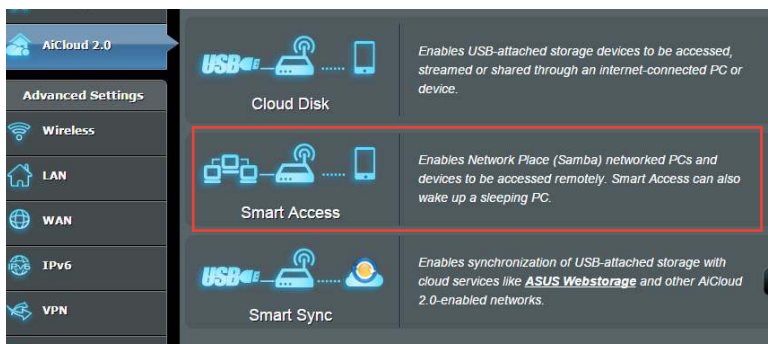 AiCloud 2.0
Advanced Settings
Wireless
LAN
WAN
IPv6
IPv6
VPN
USB
Cloud Disk
Enables USB-attached storage devices to be accessed,
streamed or shared through an internet-connected PC or
device.
Smart Access
Enables Network Place (Samba) networked PCs and
devices to be accessed remotely. Smart Access can also
wake up a sleeping PC.
USB
Smart Sync
Enables synchronization of USB-attached storage with
cloud services like ASUS Webstorage and other AiCloud
2.0-enabled networks.